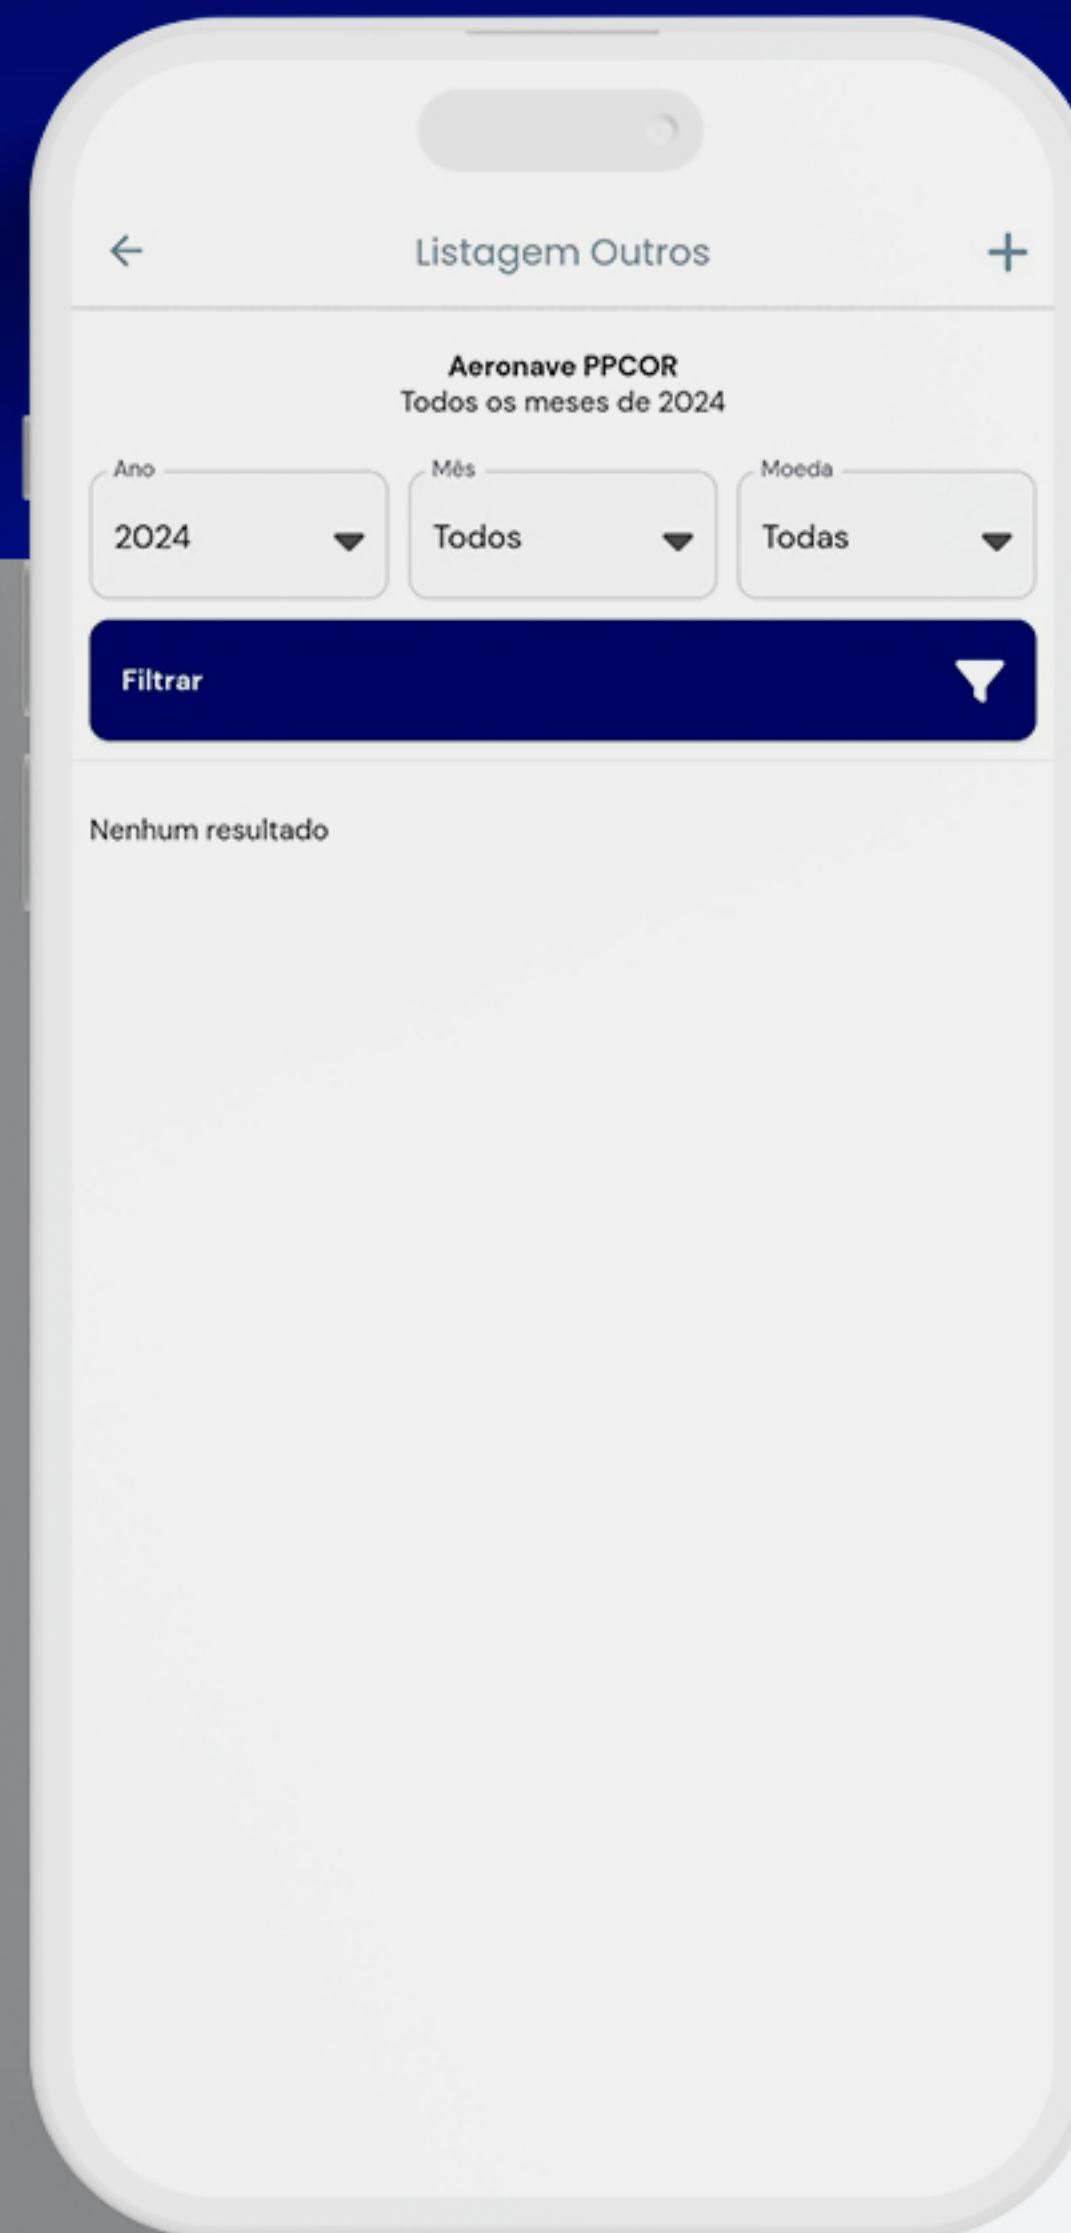 Listagem Outros
Aeronave PPCOR
Todos os meses de 2024
Ano Mês Moeda
2024 Todos Todas
Filtrar
Nenhum resultado